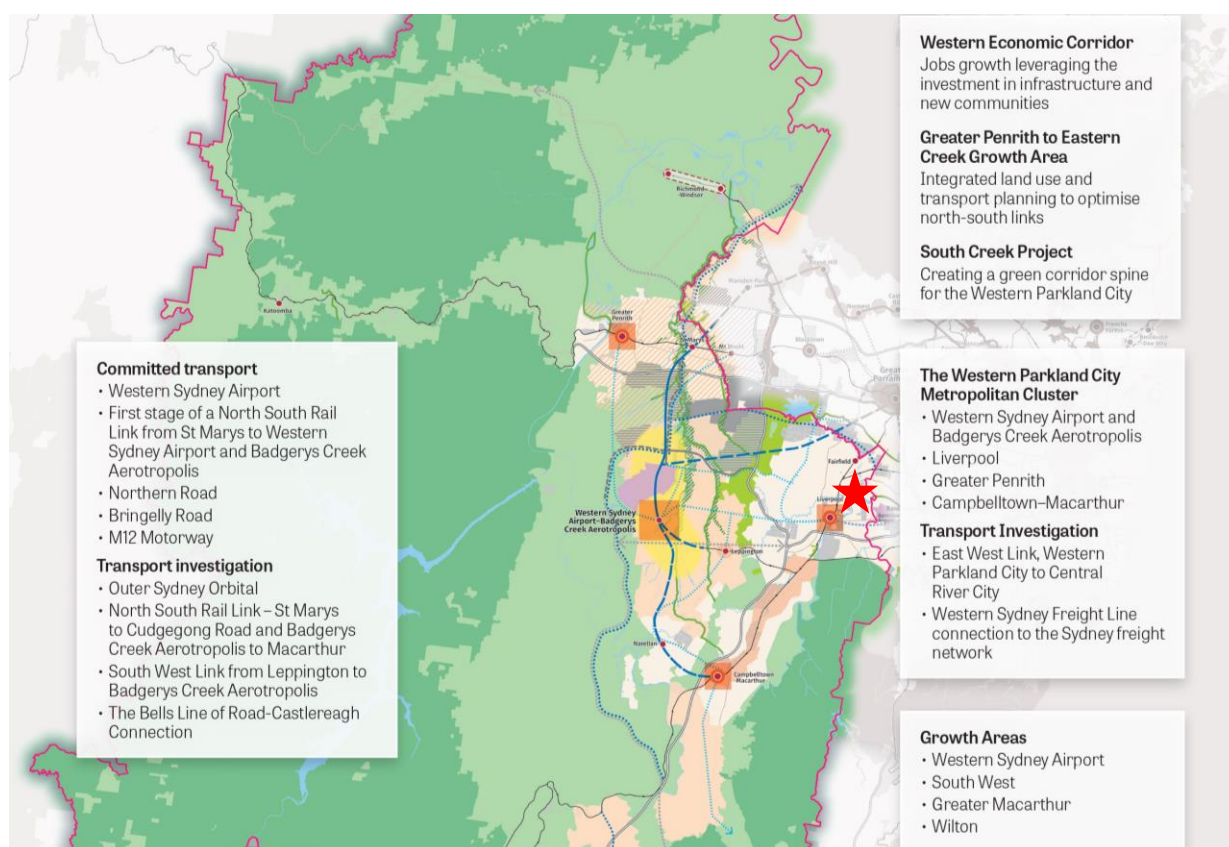 Western Economic Corridor
Jobs growth leveraging the
investment in infrastructure and
new communities
Greater Penrith to Eastern
Creek Growth Area
Integrated land use and
transport planning to optimise
north-south links
South Creek Project
Creating a green corridor spine
for the Western Parkland City
Committed transport
• Western Sydney Airport
• First stage of a North South Rail
Link from St Marys to Western
Sydney Airport and Badgerys Creek
Aerotropolis
• Northern Road
• Bringelly Road
• M12 Motorway
Transport investigation
• Outer Sydney Orbital
• North South Rail Link – St Marys
to Cudgegong Road and Badgerys
Creek Aerotropolis to Macarthur
• South West Link from Leppington to
Badgerys Creek Aerotropolis
• The Bells Line of Road-Castlereagh
Connection
The Western Parkland City
Metropolitan Cluster
• Western Sydney Airport and
Badgerys Creek Aerotropolis
• Liverpool
• Greater Penrith
• Campbelltown–Macarthur
Transport Investigation
• East West Link, Western
Parkland City to Central
River City
• Western Sydney Freight Line
connection to the Sydney freight
network
Growth Areas
• Western Sydney Airport
• South West
• Greater Macarthur
• Wilton
Richmond–
Windsor
Katoomba
Greater
Penrith
Marsden Park
Mt Druitt
Blacktown
Fairfield
Liverpool
Western Sydney
Airport–Badgerys
Creek Aerotropolis
Leppington
Narellan
Campbelltown
Macarthur